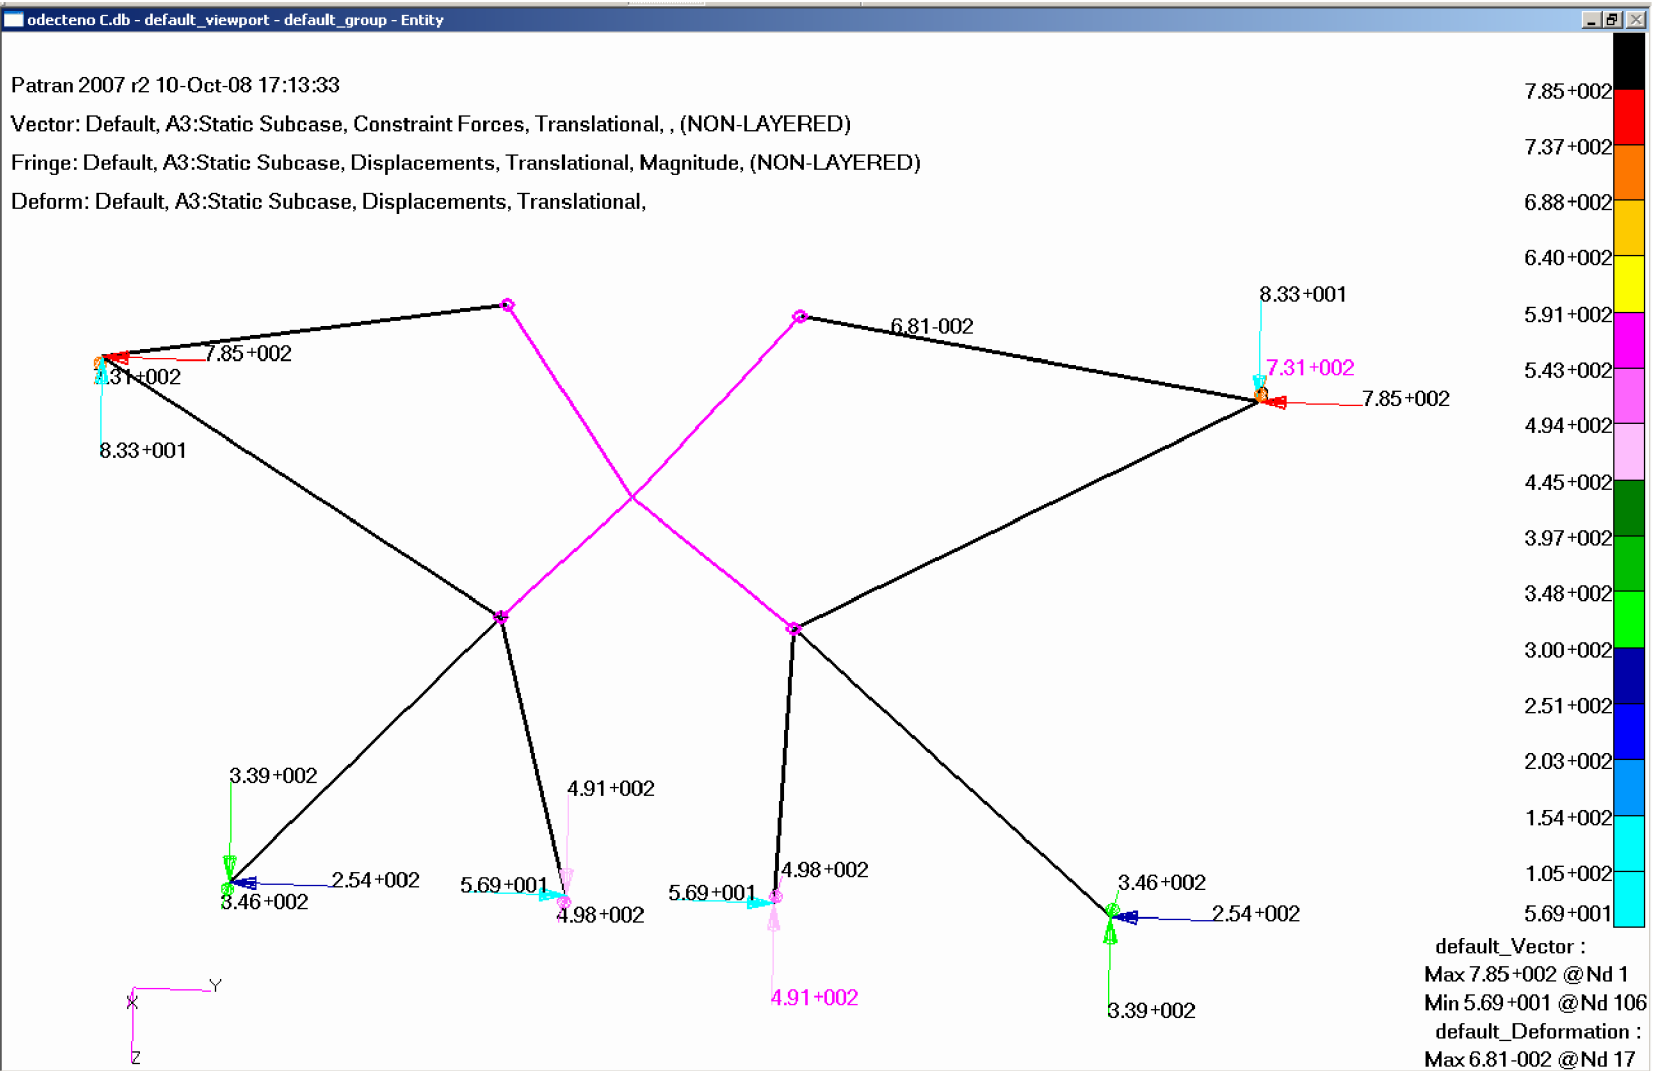 odecteno C.db - default_viewport - default_group - Entity
Patran 2007 r2 10-Oct-08 17:13:33
Vector: Default, A3:Static Subcase, Constraint Forces, Translational, , (NON-LAYERED)
Fringe: Default, A3:Static Subcase, Displacements, Translational, Magnitude, (NON-LAYERED)
Deform: Default, A3:Static Subcase, Displacements, Translational,
7.85+002
7.37+002
6.88+002
6.40+002
5.91+002
5.43+002
4.94+002
4.45+002
3.97+002
3.48+002
3.00+002
2.51+002
2.03+002
1.54+002
1.05+002
5.69+001
8.33+001
6.81-002
7.85+002
7.31+002
7.31+002
7.85+002
8.33+001
3.39+002
4.91+002
4.98+002
2.54+002
5.69+001
5.69+001
3.46+002
3.46+002
4.98+002
2.54+002
4.91+002
3.39+002
Y
X
Z
default_Vector :
Max 7.85+002 @Nd 1
Min 5.69+001 @Nd 106
default_Deformation :
Max 6.81-002 @Nd 17